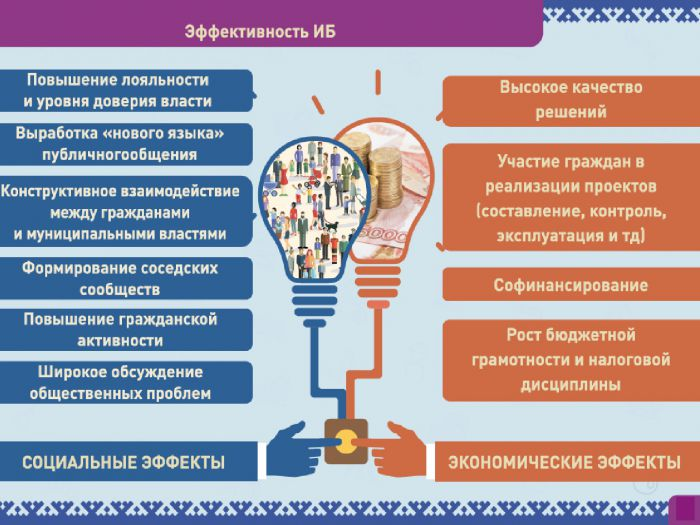 Эффективность ИБ
Повышение лояльности
и уровня доверия власти
Выработка «нового языка»
публичногообщения
Конструктивное взаимодействие
между гражданами
и муниципальными властями
Формирование соседских
сообществ
Повышение гражданской
активности
Широкое обсуждение
общественных проблем
СОЦИАЛЬНЫЕ ЭФФЕКТЫ
Высокое качество
решений
Участие граждан в
реализации проектов
(составление, контроль,
эксплуатация и тд)
Софинансирование
Рост бюджетной
грамотности и налоговой
дисциплины
ЭКОНОМИЧЕСКИЕ ЭФФЕКТЫ
5000